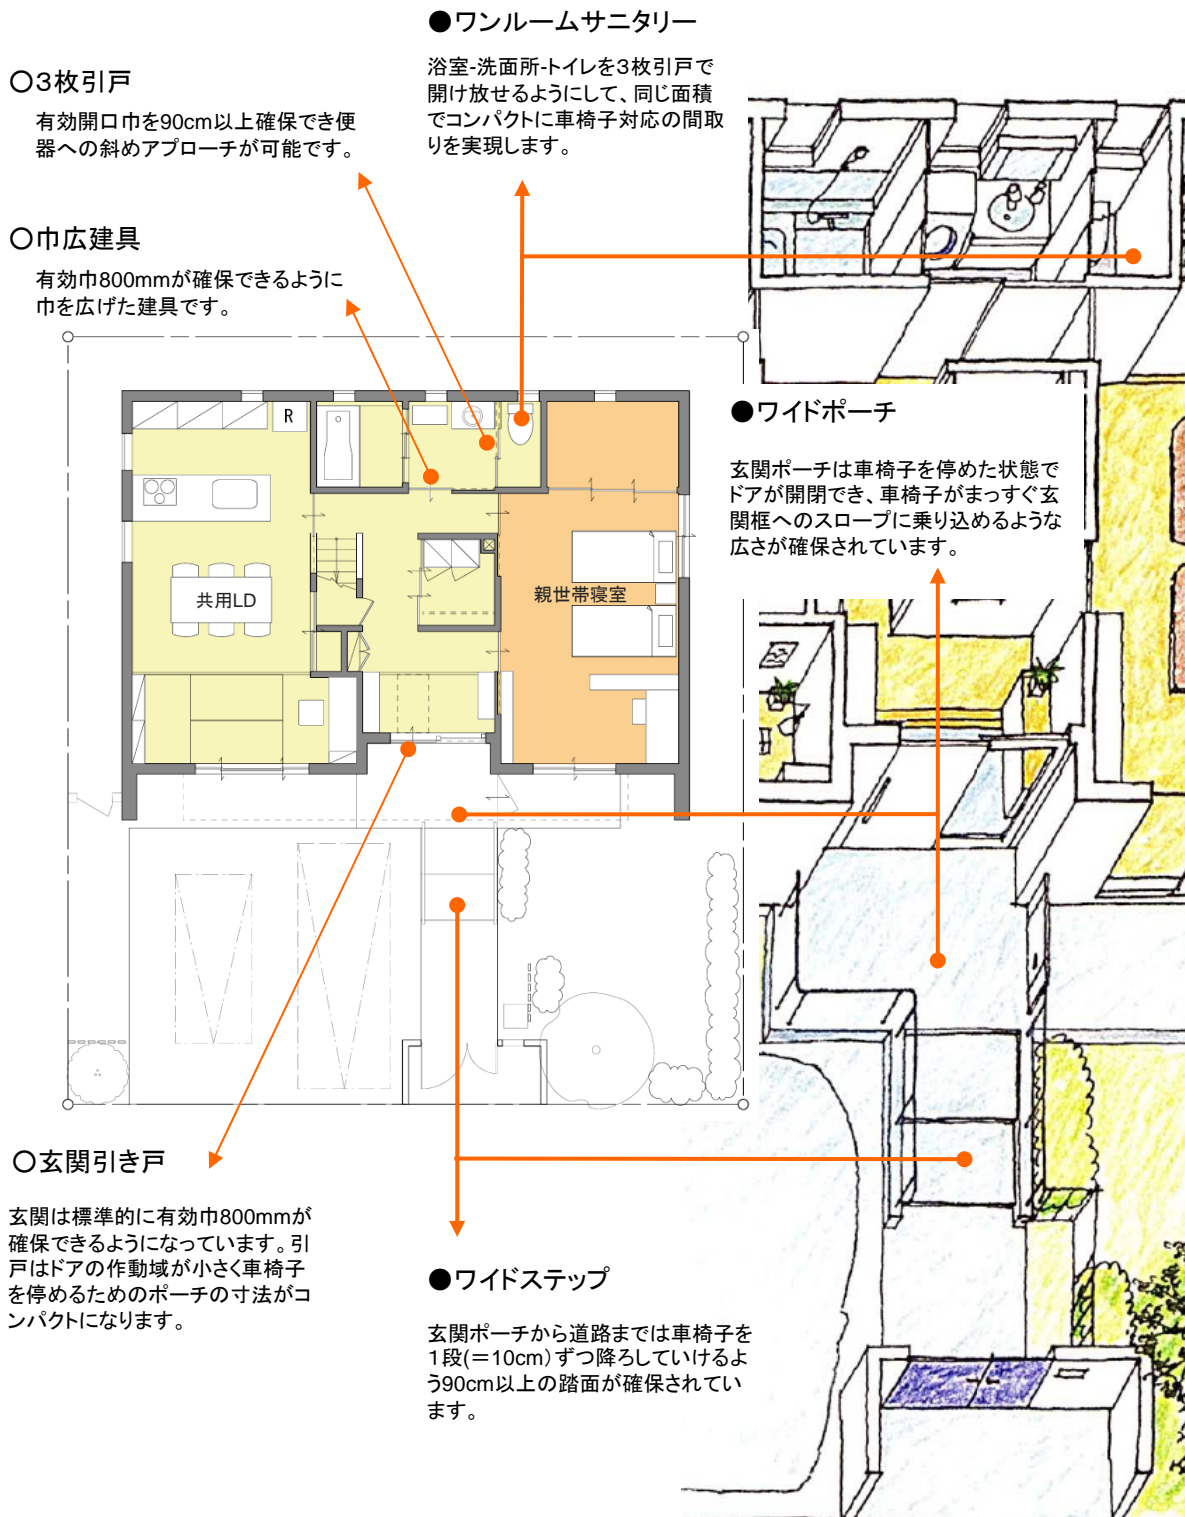 ●ワンルームサニタリー
浴室-洗面所-トイレを3枚引戸で
開け放せるようにして、同じ面積
でコンパクトに車椅子対応の間取
りを実現します。
○3枚引戸
有効開口巾を90cm以上確保でき便
器への斜めアプローチが可能です。
○巾広建具
有効巾800mmが確保できるように
巾を広げた建具です。
R
共用LD
親世帯寝室
●ワイドポーチ
玄関ポーチは車椅子を停めた状態で
ドアが開閉でき、車椅子がまっすぐ玄
関框へのスロープに乗り込めるような
広さが確保されています。
○玄関引き戸
玄関は標準的に有効巾800mmが
確保できるようになっています。引
戸はドアの作動域が小さく車椅子
を停めるためのポーチの寸法がコ
ンパクトになります。
●ワイドステップ
玄関ポーチから道路までは車椅子を
1段(=10cm)ずつ降ろしていけるよ
う90cm以上の踏面が確保されてい
ます。